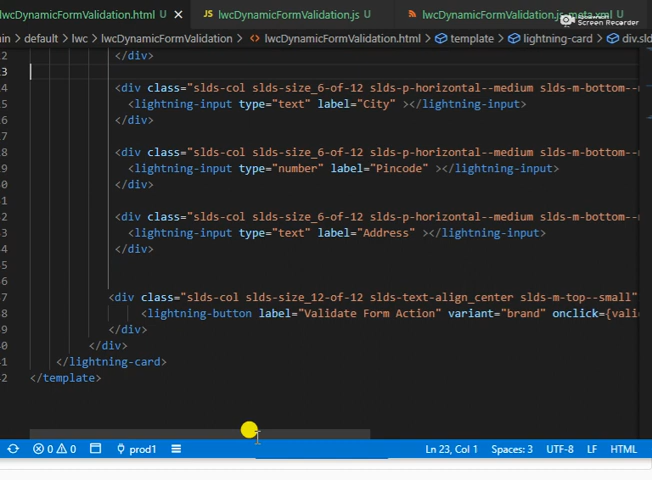 lwcDynamicFormValidation.html lwcDynamicFormValidation.js U lwcDynamicFormValidation.js-meta.xml U
Screen Recorder
default > lwc > lwcDynamicFormValidation > <> lwcDynamicFormValidation.html > template > lightning-card >
</div>
<div class="slds-col slds-size_6-of-12 slds-p-horizontal--medium slds-m-bottom--
<lightning-input type="text" label="City" ></lightning-input>
</div>
<div class="slds-col slds-size_6-of-12 slds-p-horizontal--medium slds-m-bottom--
<lightning-input type="number" label="Pincode" ></lightning-input>
</div>
<div class="slds-col slds-size_6-of-12 slds-p-horizontal--medium slds-m-bottom--
<lightning-input type="text" label="Address" ></lightning-input>
</div>
<div class="slds-col slds-size_12-of-12 slds-text-align_center slds-m-top--small"
<lightning-button label="Validate Form Action" variant="brand" onclick={vali
</div>
</div>
</lightning-card>
</template>
0 0 prod1 Ln 23, Col 1 Spaces: 3 UTF-8 LF HTML